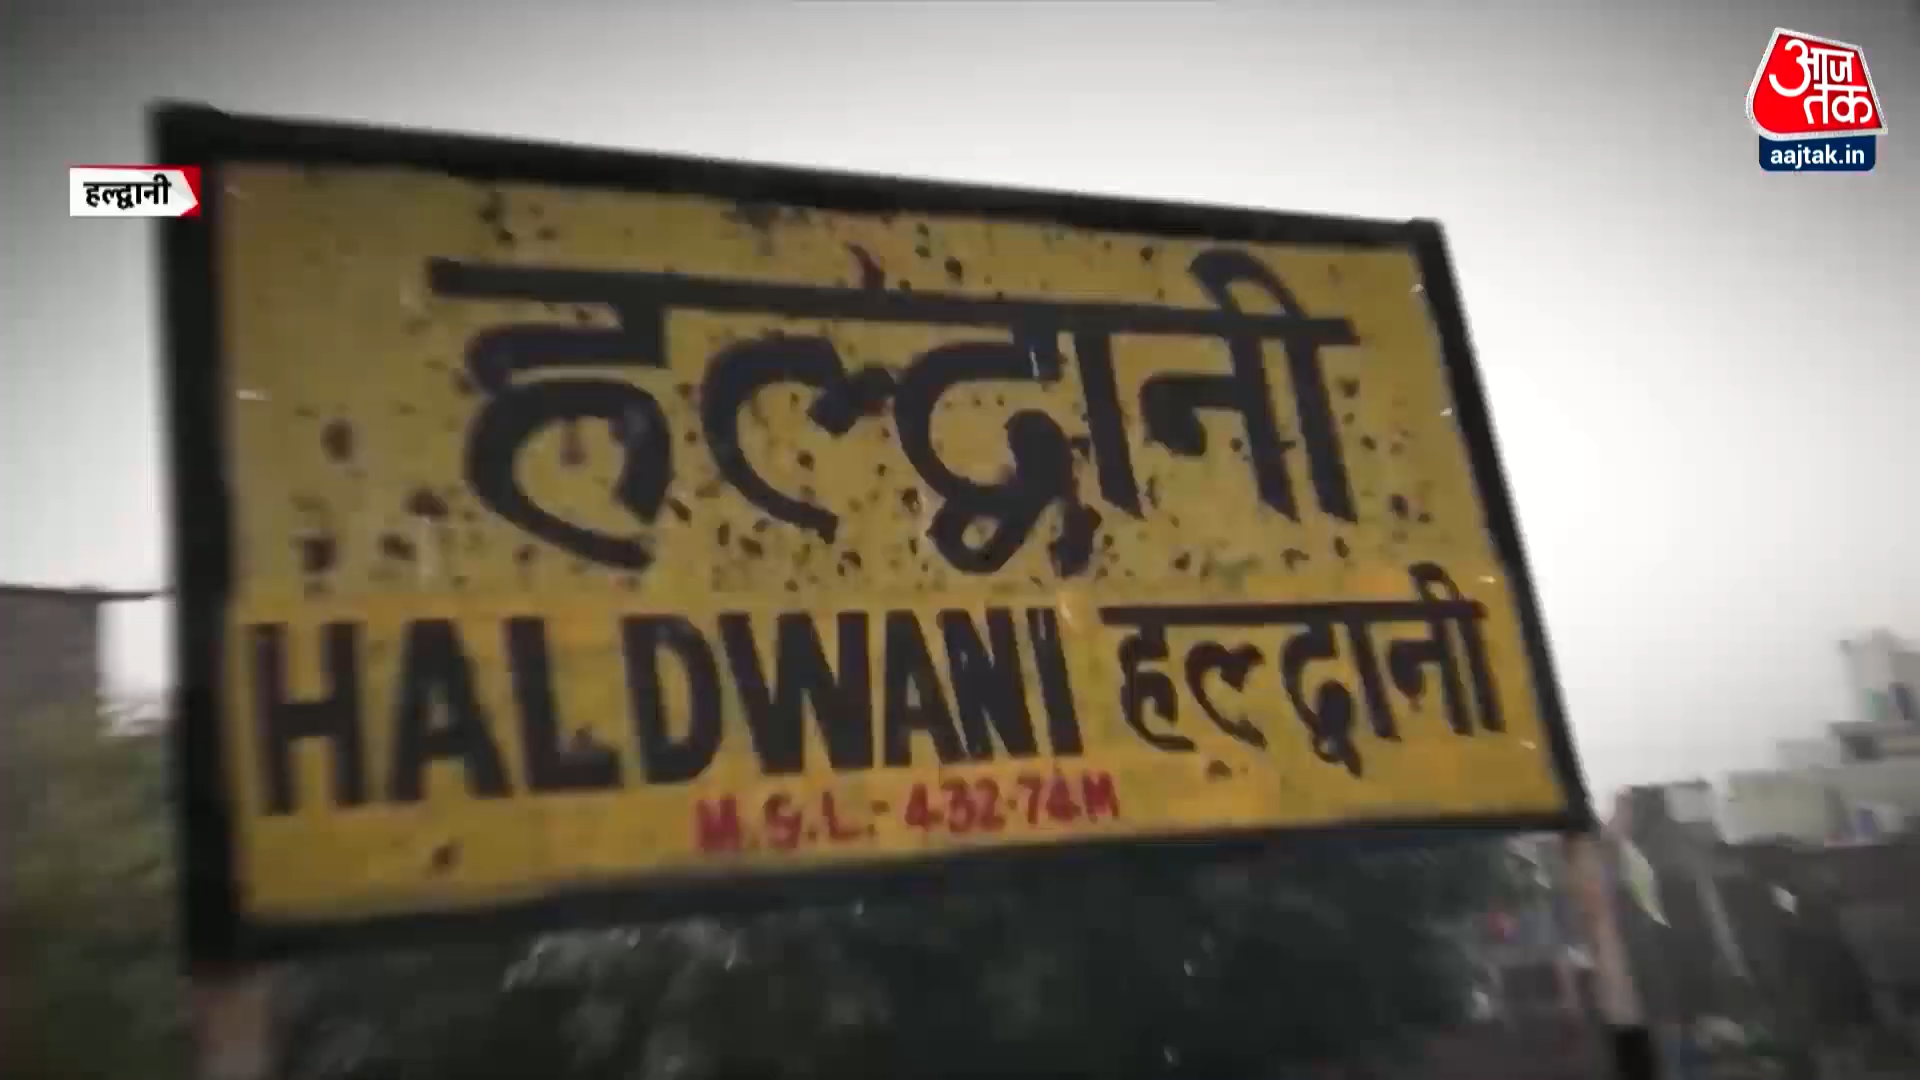 आज
तक
aajtak.in
हल्द्वानी
हल्द्वानी
HALDWANI हल्द्वानी
M.S.L.- 432.74M